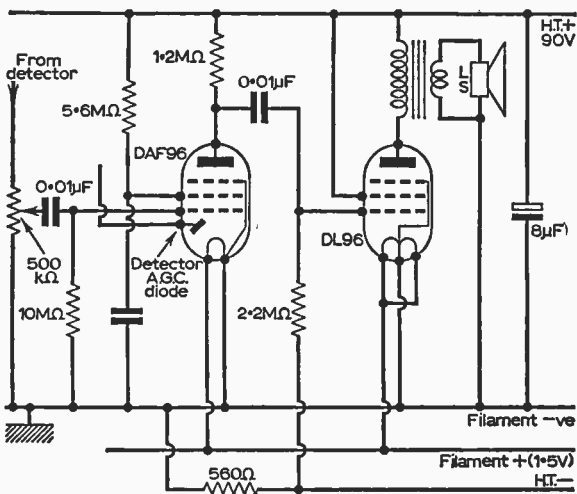 H.T.+
90V
From
detector
1·2MΩ
0·01μF
5·6MΩ
L
S
DAF96
0·01μF
DL96
8μF)
500
kΩ
Detector
A.G.C.
diode
10MΩ
2·2MΩ
Filament -ve
Filament +(1·5V)
560Ω
H.T.-